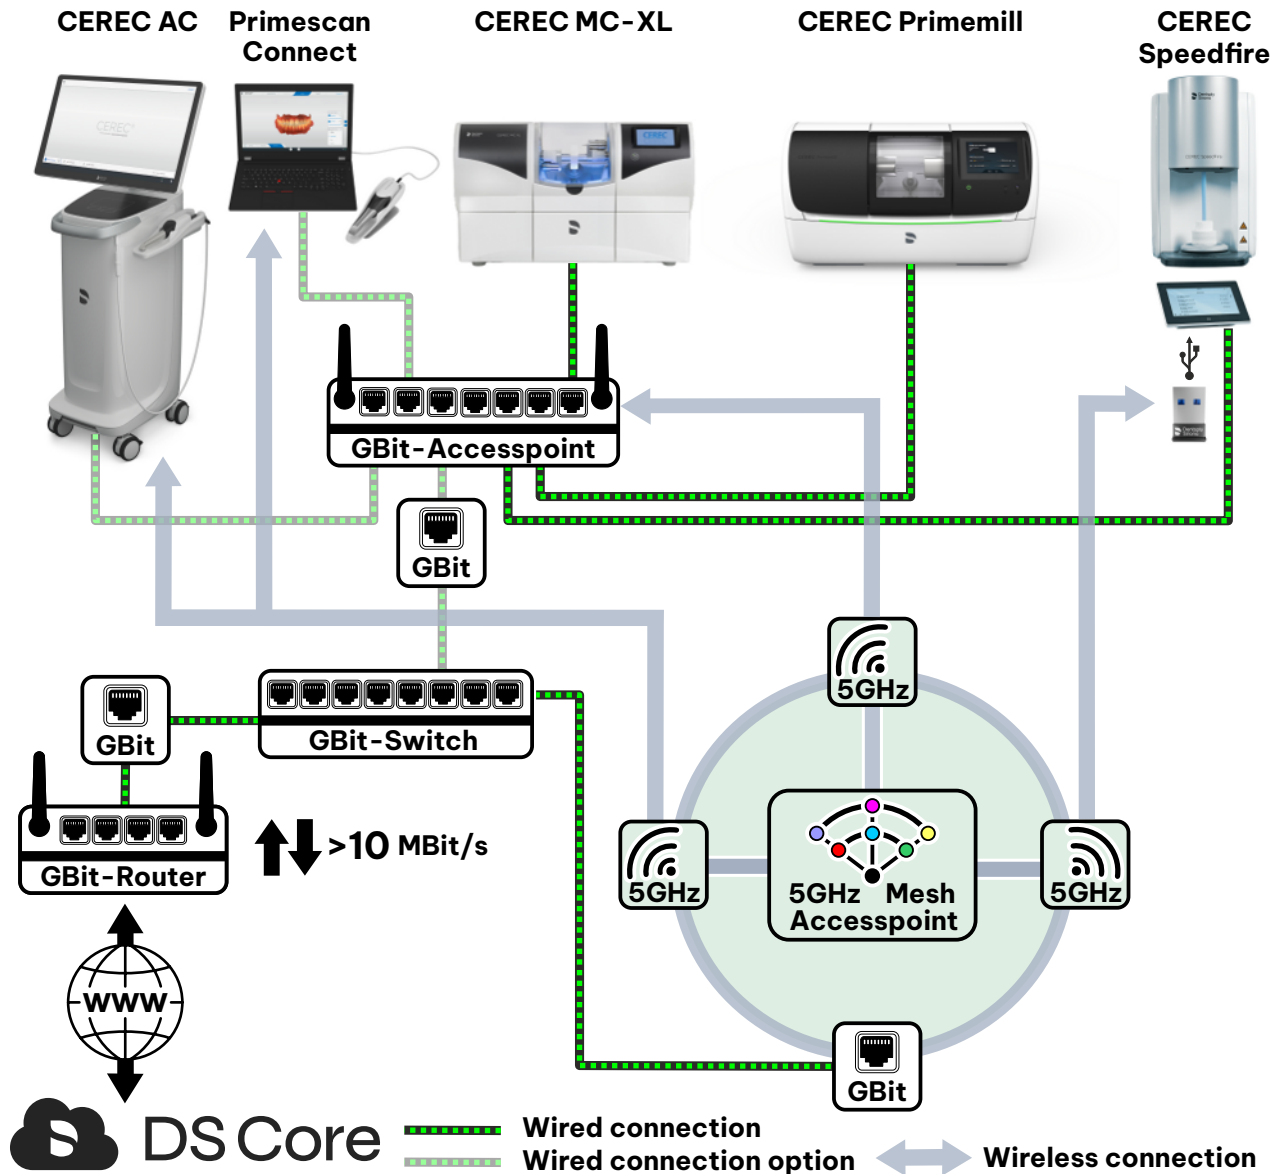 CEREC AC
Primescan
Connect
CEREC MC-XL
CEREC Primemill
CEREC
Speedfire
CEREC
CEREC
GBit-Accesspoint
GBit
5GHz
GBit
GBit-Switch
GBit-Router
>10 MBit/s
5GHz
5GHz Mesh
Accesspoint
5GHz
WWW
GBit
DS Core
Wired connection
Wired connection option
Wireless connection